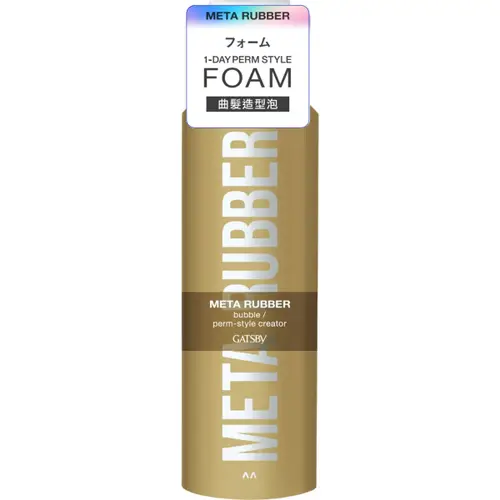 META RUBBER
フォーム
1-DAY PERM STYLE
FOAM
曲髮造型泡
META RUBBER
META RUBBER
bubble /
perm-style creator
GATSBY